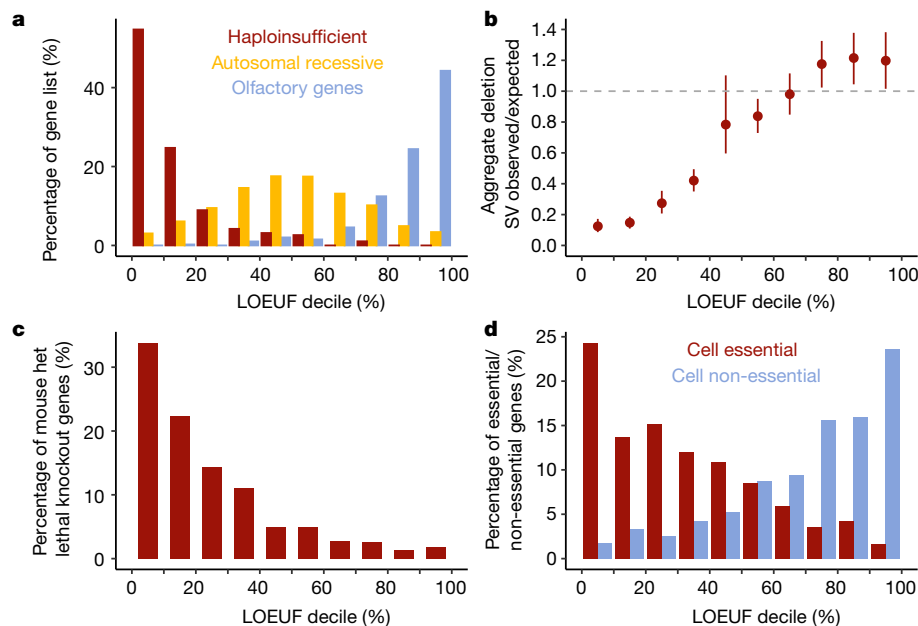 a
Percentage of gene list (%)
Haploinsufficient
Autosomal recessive
Olfactory genes
40
20
0
0 20 40 60 80 100
LOEUF decile (%)
b
Aggregate deletion
SV observed/expected
1.4
1.2
1.0
0.8
0.6
0.4
0.2
0.0
0 20 40 60 80 100
LOEUF decile (%)
c
Percentage of mouse het
lethal knockout genes (%)
30
20
10
0
0 20 40 60 80 100
LOEUF decile (%)
d
Percentage of essential/
non-essential genes (%)
Cell essential
Cell non-essential
25
20
15
10
5
0
0 20 40 60 80 100
LOEUF decile (%)